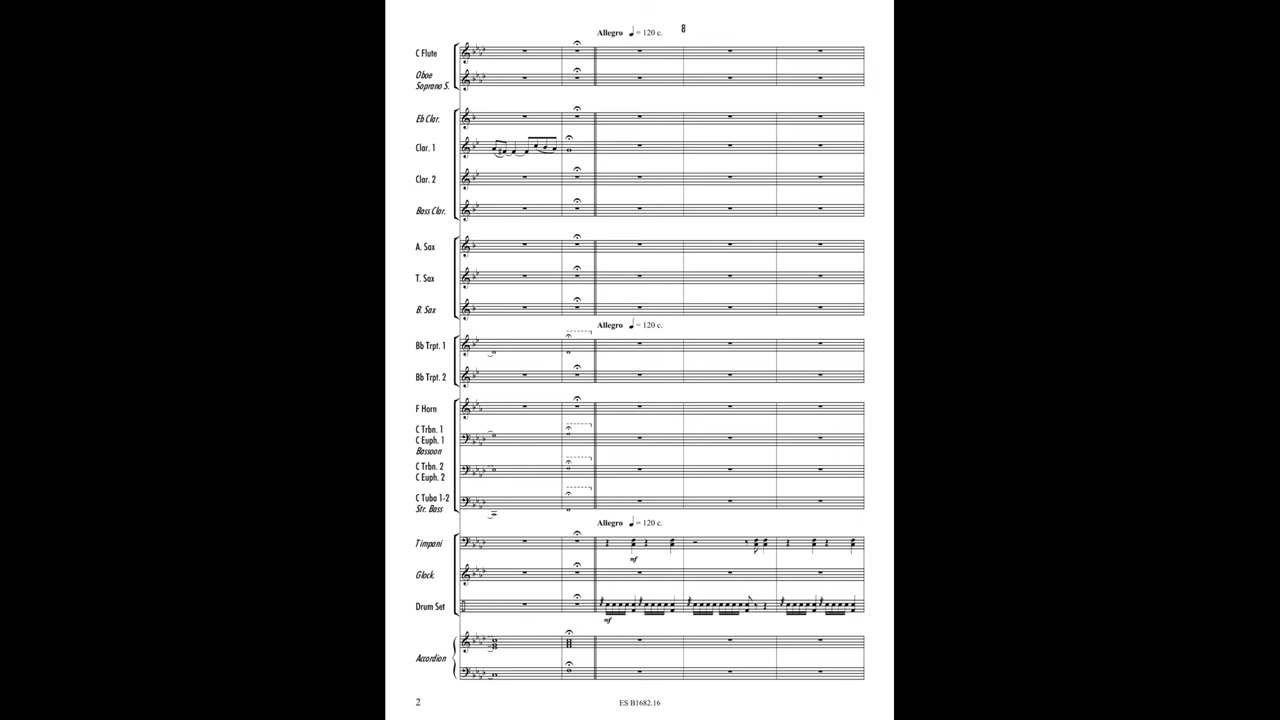 Allegro ♩ = 120 c.
8
C Flute
Oboe
Soprano S.
Eb Clar.
Clar. 1
Clar. 2
Bass Clar.
A. Sax
T. Sax
B. Sax
Allegro ♩ = 120 c.
Bb Trpt. 1
Bb Trpt. 2
F Horn
C Trbn. 1
C Euph. 1
Bassoon
C Trbn. 2
C Euph. 2
C Tuba 1-2
Str. Bass
Allegro ♩ = 120 c.
Timpani
mf
Glock.
Drum Set
mf
Accordion
2
ES B1682.16